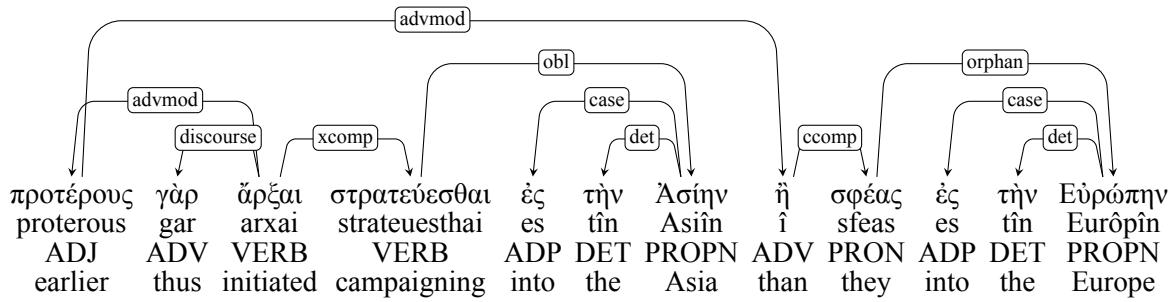 advmod
obl orphan
advmod case case
discourse xcomp det ccomp det
προτέρους γὰρ ἄρξαι στρατεύεσθαι ἐς τὴν Ἀσίην ἢ σφέας ἐς τὴν Εὐρώπην
proterous gar arxai strateuesthai es tîn Asiîn î sfeas es tîn Eurôpîn
ADJ ADV VERB VERB ADP DET PROPN ADV PRON ADP DET PROPN
earlier thus initiated campaigning into the Asia than they into the Europe